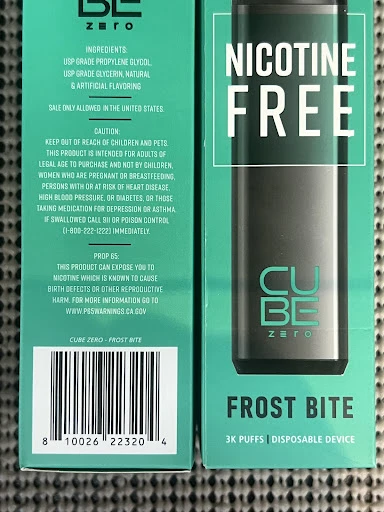 BE
zero
INGREDIENTS:
USP GRADE PROPYLENE GLYCOL,
USP GRADE GLYCERIN, NATURAL
& ARTIFICIAL FLAVORING
SALE ONLY ALLOWED IN THE UNITED STATES.
CAUTION:
KEEP OUT OF REACH OF CHILDREN AND PETS.
THIS PRODUCT IS INTENDED FOR ADULTS OF
LEGAL AGE TO PURCHASE AND NOT BY CHILDREN,
WOMEN WHO ARE PREGNANT OR BREASTFEEDING,
PERSONS WITH OR AT RISK OF HEART DISEASE,
HIGH BLOOD PRESSURE, OR DIABETES, OR THOSE
TAKING MEDICATION FOR DEPRESSION OR ASTHMA.
IF SWALLOWED CALL 911 OR POISON CONTROL
(1-800-222-1222) IMMEDIATELY.
PROP 65:
THIS PRODUCT CAN EXPOSE YOU TO
NICOTINE WHICH IS KNOWN TO CAUSE
BIRTH DEFECTS OR OTHER REPRODUCTIVE
HARM. FOR MORE INFORMATION GO TO
WWW.P65WARNINGS.CA.GOV
CUBE ZERO - FROST BITE
8 10026 22320 4
NICOTINE
FREE
CU
BE
zero
FROST BITE
3K PUFFS | DISPOSABLE DEVICE